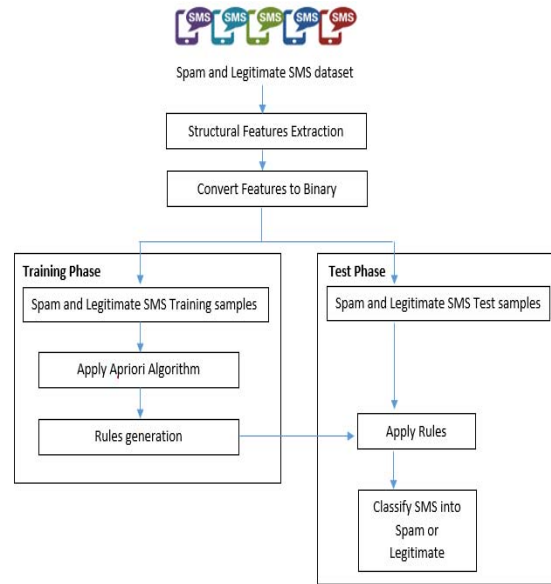 SMS SMS SMS SMS SMS
Spam and Legitimate SMS dataset
Structural Features Extraction
Convert Features to Binary
Training Phase
Spam and Legitimate SMS Training samples
Apply Apriori Algorithm
Rules generation
Test Phase
Spam and Legitimate SMS Test samples
Apply Rules
Classify SMS into
Spam or
Legitimate